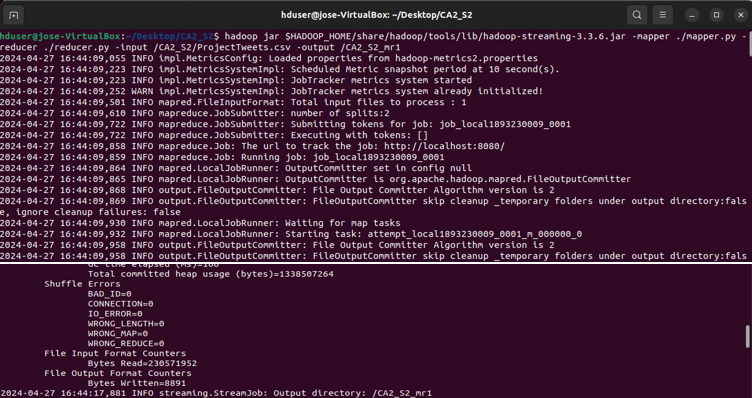 hduser@jose-VirtualBox: ~/Desktop/CA2_S2
hduser@jose-VirtualBox:~/Desktop/CA2_S2$ hadoop jar $HADOOP_HOME/share/hadoop/tools/lib/hadoop-streaming-3.3.6.jar -mapper ./mapper.py -
reducer ./reducer.py -input /CA2_S2/ProjectTweets.csv -output /CA2_S2_mr1
2024-04-27 16:44:09,055 INFO impl.MetricsConfig: Loaded properties from hadoop-metrics2.properties
2024-04-27 16:44:09,223 INFO impl.MetricsSystemImpl: Scheduled Metric snapshot period at 10 second(s).
2024-04-27 16:44:09,223 INFO impl.MetricsSystemImpl: JobTracker metrics system started
2024-04-27 16:44:09,252 WARN impl.MetricsSystemImpl: JobTracker metrics system already initialized!
2024-04-27 16:44:09,501 INFO mapred.FileInputFormat: Total input files to process : 1
2024-04-27 16:44:09,610 INFO mapreduce.JobSubmitter: number of splits:2
2024-04-27 16:44:09,722 INFO mapreduce.JobSubmitter: Submitting tokens for job: job_local1893230009_0001
2024-04-27 16:44:09,722 INFO mapreduce.JobSubmitter: Executing with tokens: []
2024-04-27 16:44:09,858 INFO mapreduce.Job: The url to track the job: http://localhost:8080/
2024-04-27 16:44:09,859 INFO mapreduce.Job: Running job: job_local1893230009_0001
2024-04-27 16:44:09,864 INFO mapred.LocalJobRunner: OutputCommitter set in config null
2024-04-27 16:44:09,865 INFO mapred.LocalJobRunner: OutputCommitter is org.apache.hadoop.mapred.FileOutputCommitter
2024-04-27 16:44:09,868 INFO output.FileOutputCommitter: File Output Committer Algorithm version is 2
2024-04-27 16:44:09,869 INFO output.FileOutputCommitter: FileOutputCommitter skip cleanup _temporary folders under output directory:fals
e, ignore cleanup failures: false
2024-04-27 16:44:09,930 INFO mapred.LocalJobRunner: Waiting for map tasks
2024-04-27 16:44:09,932 INFO mapred.LocalJobRunner: Starting task: attempt_local1893230009_0001_m_000000_0
2024-04-27 16:44:09,958 INFO output.FileOutputCommitter: File Output Committer Algorithm version is 2
2024-04-27 16:44:09,958 INFO output.FileOutputCommitter: FileOutputCommitter skip cleanup _temporary folders under output directory:fals
GC time elapsed (ms)=
Total committed heap usage (bytes)=1338507264
Shuffle Errors
BAD_ID=0
CONNECTION=0
IO_ERROR=0
WRONG_LENGTH=0
WRONG_MAP=0
WRONG_REDUCE=0
File Input Format Counters
Bytes Read=230571952
File Output Format Counters
Bytes Written=8891
2024-04-27 16:44:17,881 INFO streaming.StreamJob: Output directory: /CA2_S2_mr1